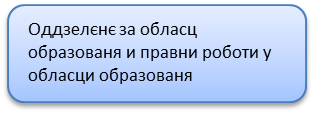 Оддзелєнє за обласц
образованя и правни роботи у
обласци образованя